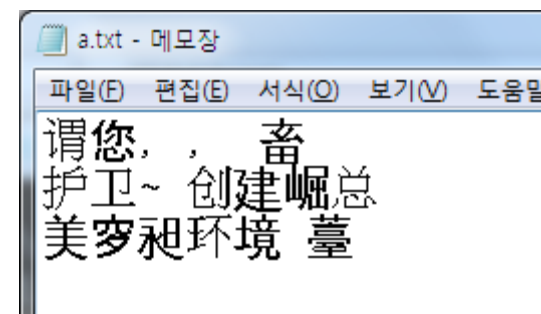 a.txt - 메모장
파일(F) 편집(E) 서식(O) 보기(V) 도움말
谓您, , 畜
护卫~ 创建崛总
美穸昶环境 薹